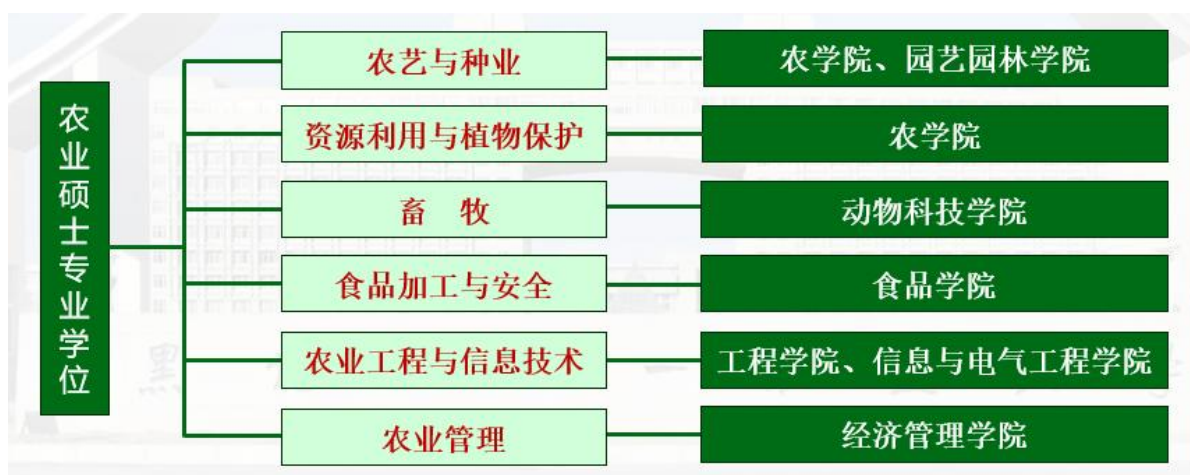 农业硕士专业学位
农艺与种业
农学院、园艺园林学院
资源利用与植物保护
农学院
畜 牧
动物科技学院
食品加工与安全
食品学院
农业工程与信息技术
工程学院、信息与电气工程学院
农业管理
经济管理学院